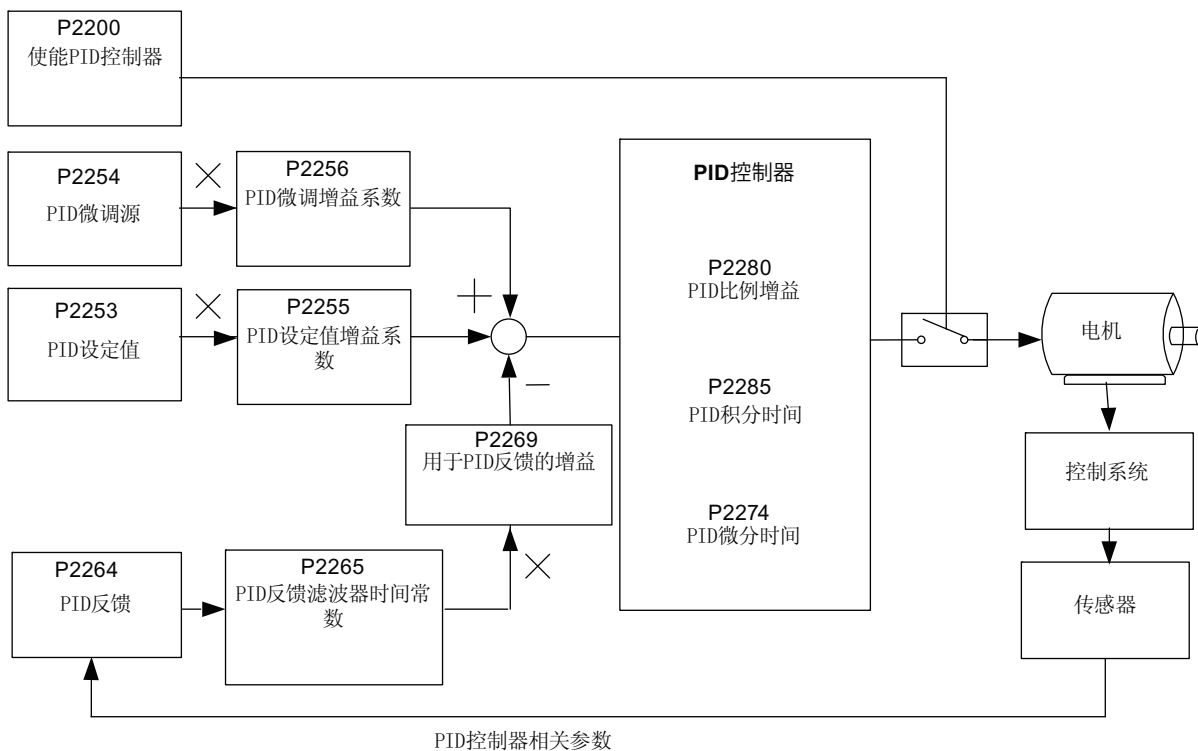 P2200
使能PID控制器
P2254
PID微调源
P2256
PID微调增益系数
PID控制器
P2280
PID比例增益
P2253
PID设定值
P2255
PID设定值增益系
数
电机
P2285
PID积分时间
P2269
用于PID反馈的增益
控制系统
P2274
PID微分时间
P2264
PID反馈
P2265
PID反馈滤波器时间常
数
传感器
PID控制器相关参数